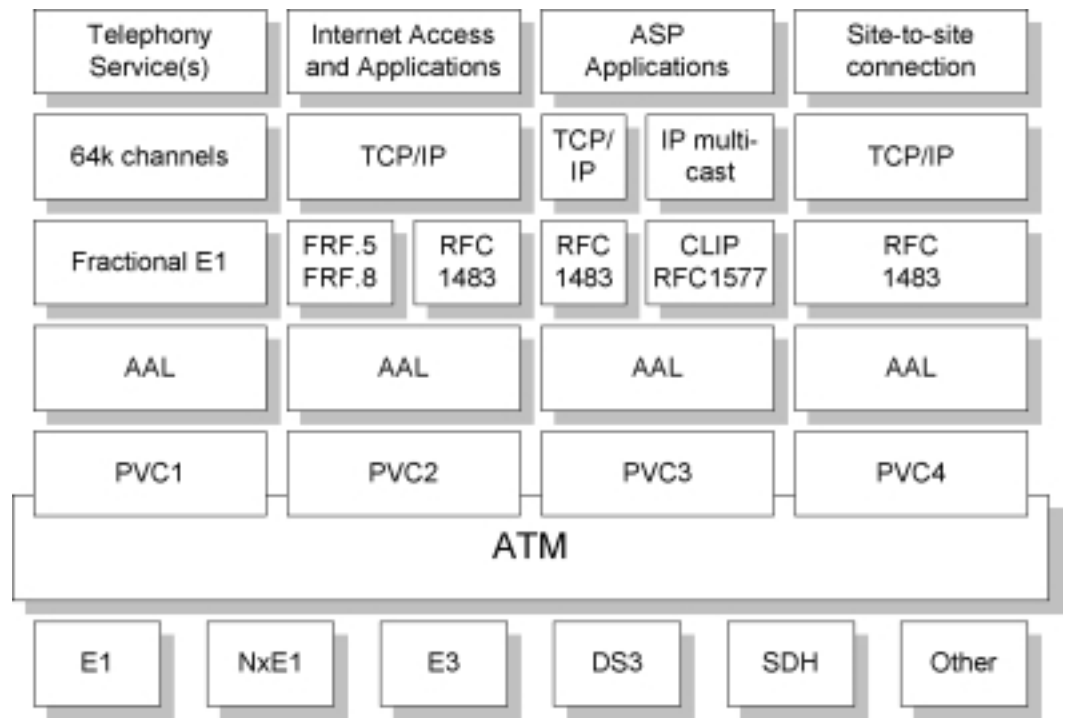 Telephony
Service(s)
Internet Access
and Applications
ASP
Applications
Site-to-site
connection
64k channels
TCP/IP
TCP/
IP
IP multi-
cast
TCP/IP
Fractional E1
FRF.5
FRF.8
RFC
1483
RFC
1483
CLIP
RFC1577
RFC
1483
AAL
AAL
AAL
AAL
PVC1
PVC2
PVC3
PVC4
ATM
E1
NxE1
E3
DS3
SDH
Other